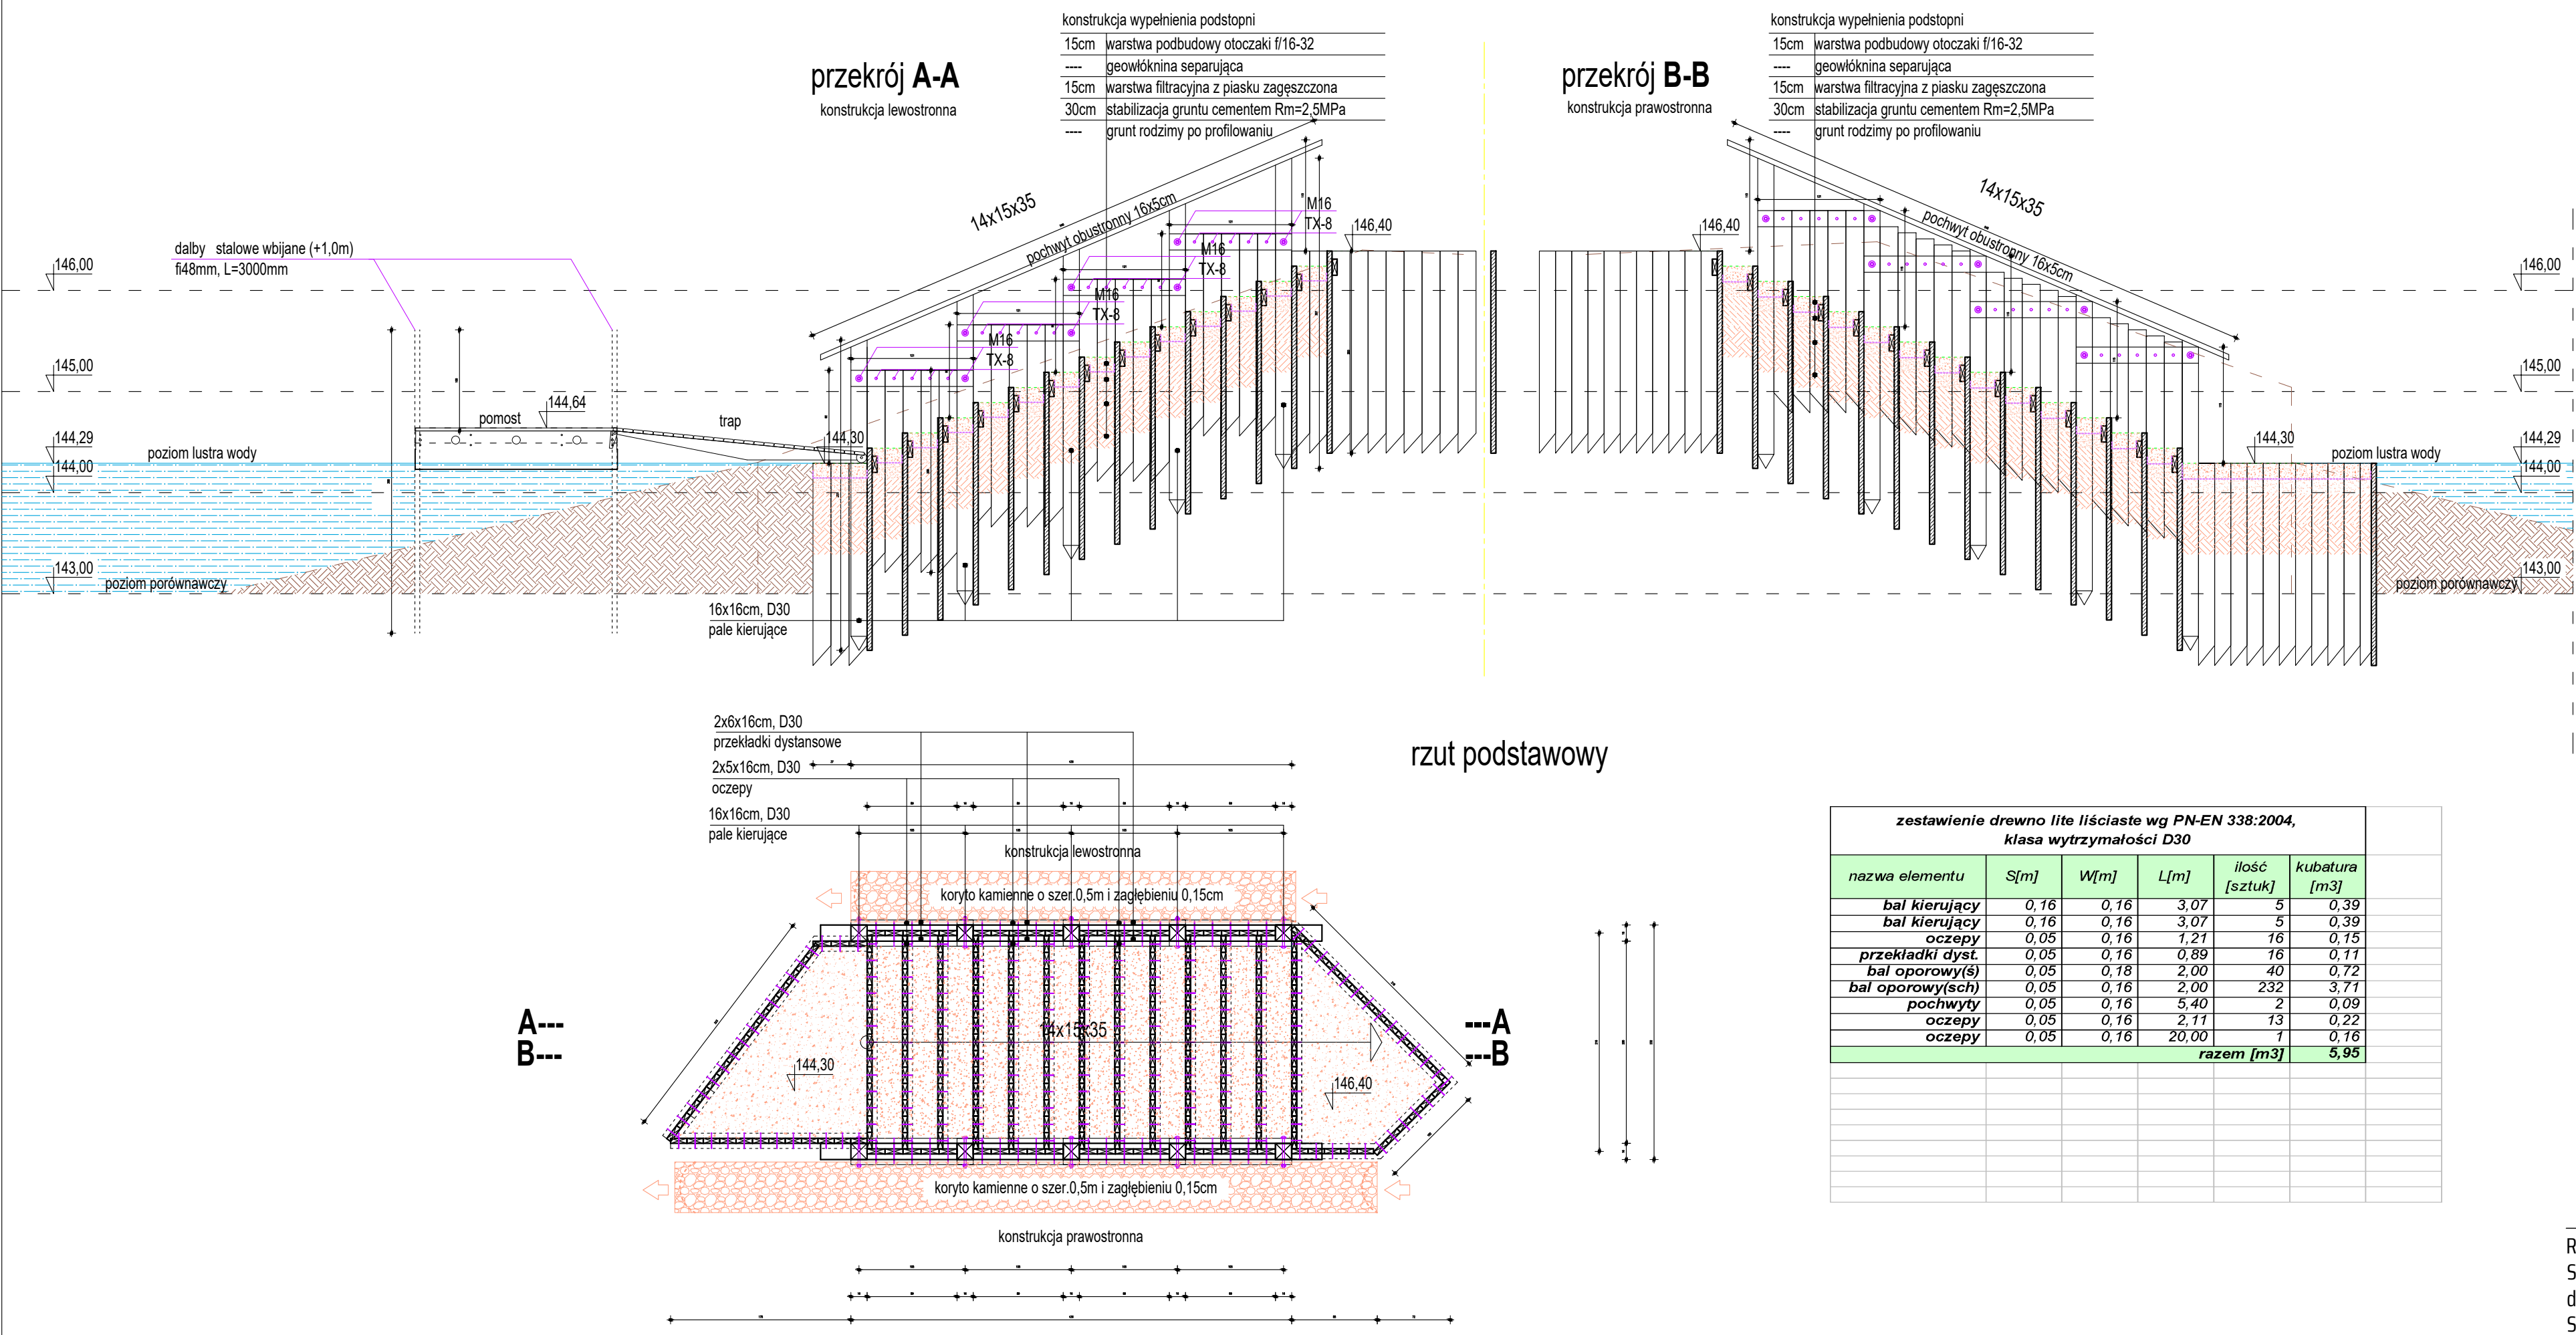 konstrukcja wypełnienia podstopni
15cm warstwa podbudowy otoczaki f/16-32
---- geowłóknina separująca
15cm warstwa filtracyjna z piasku zagęszczona
30cm stabilizacja gruntu cementem Rm=2,5MPa
---- grunt rodzimy po profilowaniu
konstrukcja wypełnienia podstopni
15cm warstwa podbudowy otoczaki f/16-32
---- geowłóknina separująca
15cm warstwa filtracyjna z piasku zagęszczona
30cm stabilizacja gruntu cementem Rm=2,5MPa
---- grunt rodzimy po profilowaniu
przekrój A-A
konstrukcja lewostronna
przekrój B-B
konstrukcja prawostronna
14x15x35
pochwyt obustronny 16x5cm
M16
TX-8
M16
TX-8
M16
TX-8
M16
TX-8
146,40
146,40
14x15x35
pochwyt obustronny 16x5cm
dalby stalowe wbijane (+1,0m)
fi48mm, L=3000mm
146,00
145,00
144,29
144,00
143,00
poziom lustra wody
poziom porównawczy
pomost
144,64
trap
144,30
16x16cm, D30
pale kierujące
146,00
145,00
144,30
144,29
144,00
143,00
poziom lustra wody
poziom porównawczy
rzut podstawowy
2x6x16cm, D30
przekładki dystansowe
2x5x16cm, D30
oczepy
16x16cm, D30
pale kierujące
konstrukcja lewostronna
koryto kamienne o szer.0,5m i zagłębieniu 0,15cm
A---
B---
14x15x35
144,30
146,40
---A
---B
koryto kamienne o szer.0,5m i zagłębieniu 0,15cm
konstrukcja prawostronna
zestawienie drewno lite liściaste wg PN-EN 338:2004,
klasa wytrzymałości D30
nazwa elementu S[m] W[m] L[m] ilość [sztuk] kubatura [m3]
bal kierujący 0,16 0,16 3,07 5 0,39
bal kierujący 0,16 0,16 3,07 5 0,39
oczepy 0,05 0,16 1,21 16 0,15
przekładki dyst. 0,05 0,16 0,89 16 0,11
bal oporowy(ś) 0,05 0,18 2,00 40 0,72
bal oporowy(sch) 0,05 0,16 2,00 232 3,71
pochwyty 0,05 0,16 5,40 2 0,09
oczepy 0,05 0,16 2,11 13 0,22
oczepy 0,05 0,16 20,00 1 0,16
razem [m3] 5,95
R
S
d
S